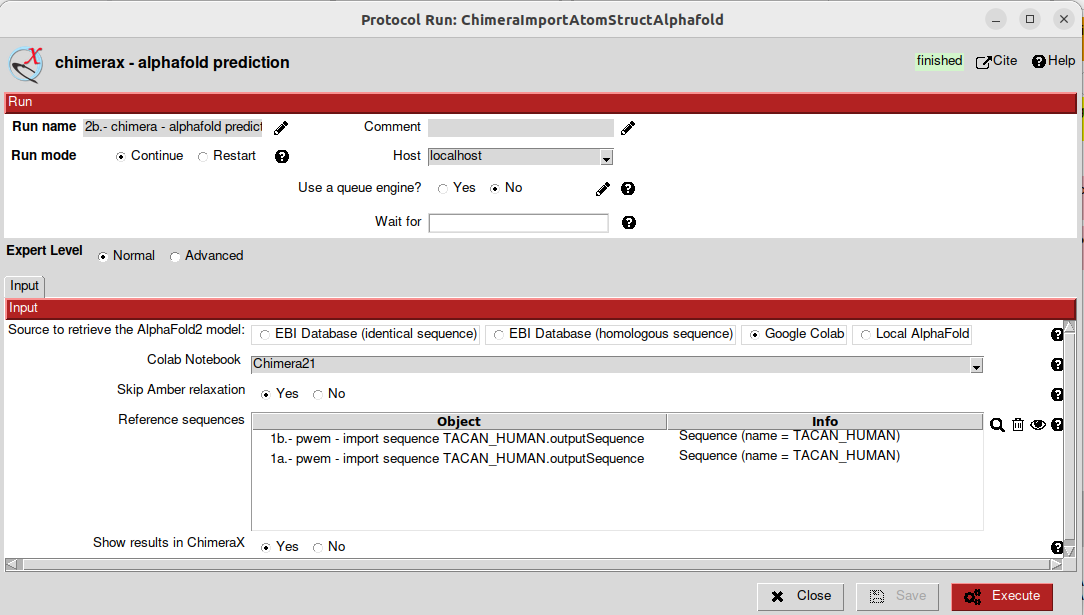 Protocol Run: ChimeraImportAtomStructAlphafold
chimerax - alphafold prediction
finished Cite Help
Run
Run name 2b.- chimera - alphafold predict Comment
Run mode Continue Restart Host localhost
Use a queue engine? Yes No
Wait for
Expert Level Normal Advanced
Input
Input
Source to retrieve the AlphaFold2 model: EBI Database (identical sequence) EBI Database (homologous sequence) Google Colab Local AlphaFold
Colab Notebook Chimera21
Skip Amber relaxation Yes No
Reference sequences Object Info
1b.- pwem - import sequence TACAN_HUMAN.outputSequence Sequence (name = TACAN_HUMAN)
1a.- pwem - import sequence TACAN_HUMAN.outputSequence Sequence (name = TACAN_HUMAN)
Show results in ChimeraX Yes No
Close Save Execute